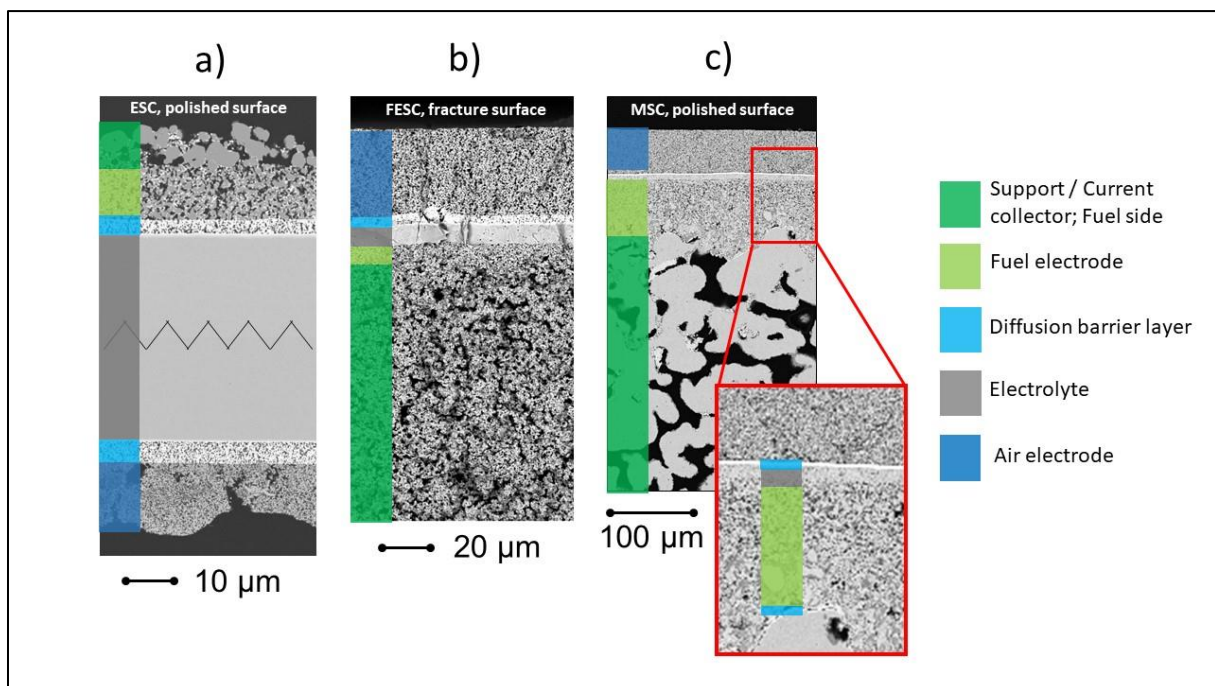 a)
b)
c)
ESC, polished surface
FESC, fracture surface
MSC, polished surface
Support / Current
collector; Fuel side
Fuel electrode
Diffusion barrier layer
Electrolyte
Air electrode
10 μm
20 μm
100 μm